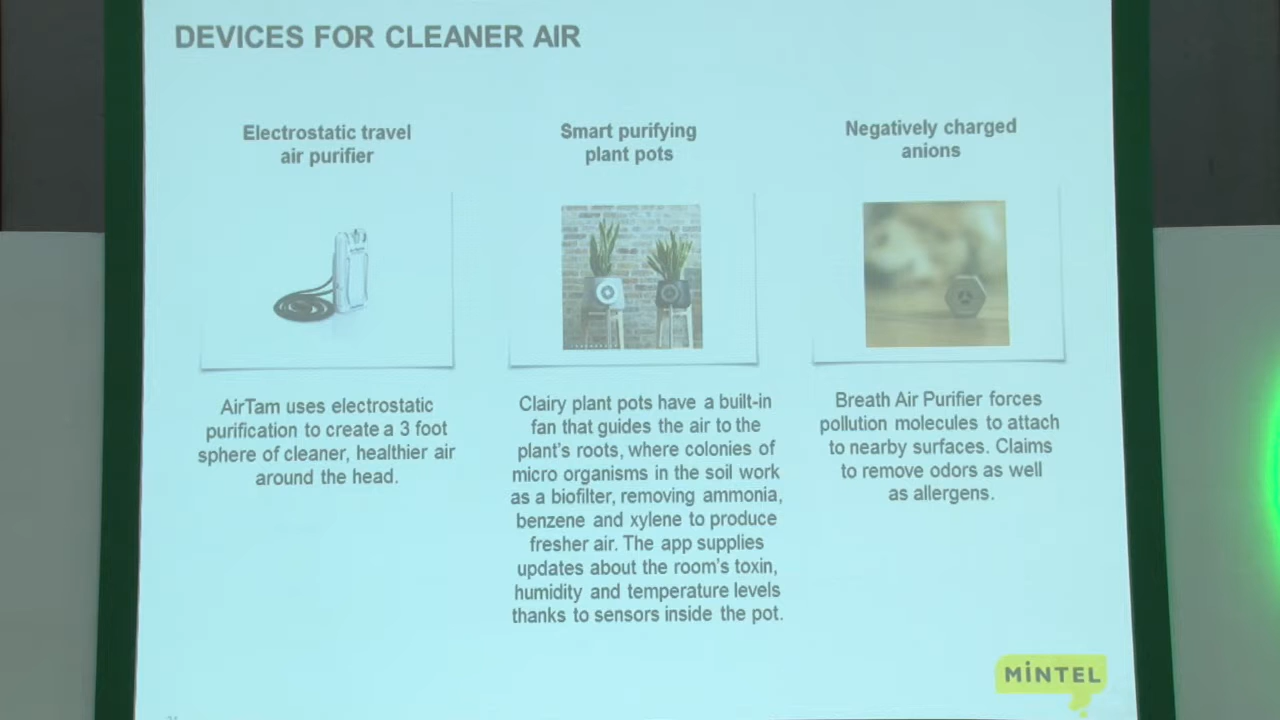 DEVICES FOR CLEANER AIR
Electrostatic travel
air purifier
Smart purifying
plant pots
Negatively charged
anions
AirTam uses electrostatic
purification to create a 3 foot
sphere of cleaner, healthier air
around the head.
Clairy plant pots have a built-in
fan that guides the air to the
plant's roots, where colonies of
micro organisms in the soil work
as a biofilter, removing ammonia,
benzene and xylene to produce
fresher air. The app supplies
updates about the room's toxin,
humidity and temperature levels
thanks to sensors inside the pot.
Breath Air Purifier forces
pollution molecules to attach
to nearby surfaces. Claims
to remove odors as well
as allergens.
MiNTEL